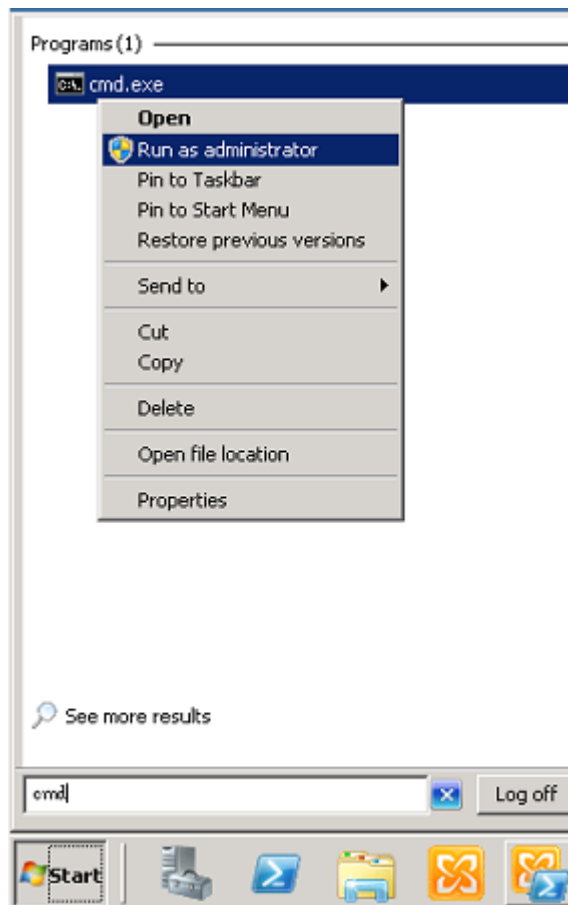 Programs (1)
cmd.exe
Open
Run as administrator
Pin to Taskbar
Pin to Start Menu
Restore previous versions
Send to
Cut
Copy
Delete
Open file location
Properties
See more results
cmd
Log off
Start